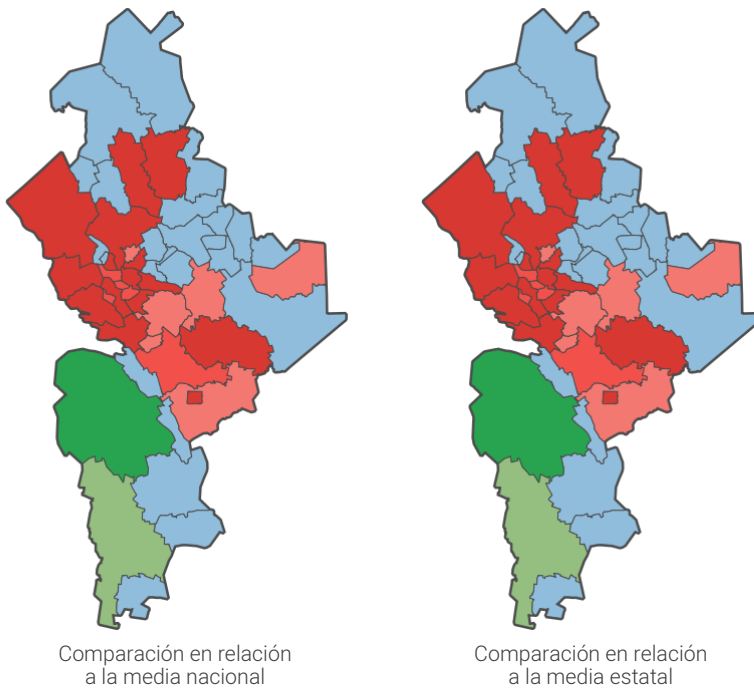 Comparación en relación
a la media nacional
Comparación en relación
a la media estatal